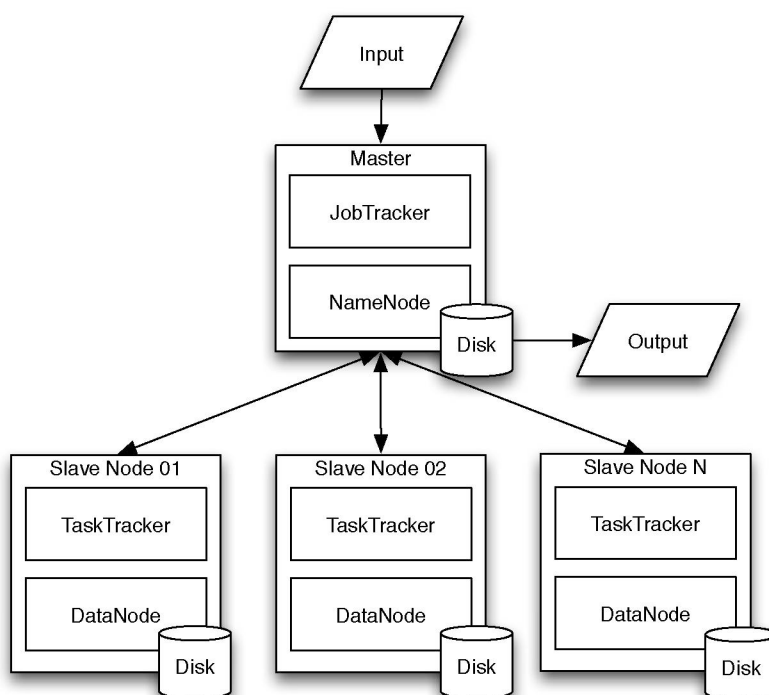 Input
Master
JobTracker
NameNode
Disk
Output
Slave Node 01
TaskTracker
DataNode
Disk
Slave Node 02
TaskTracker
DataNode
Disk
Slave Node N
TaskTracker
DataNode
Disk